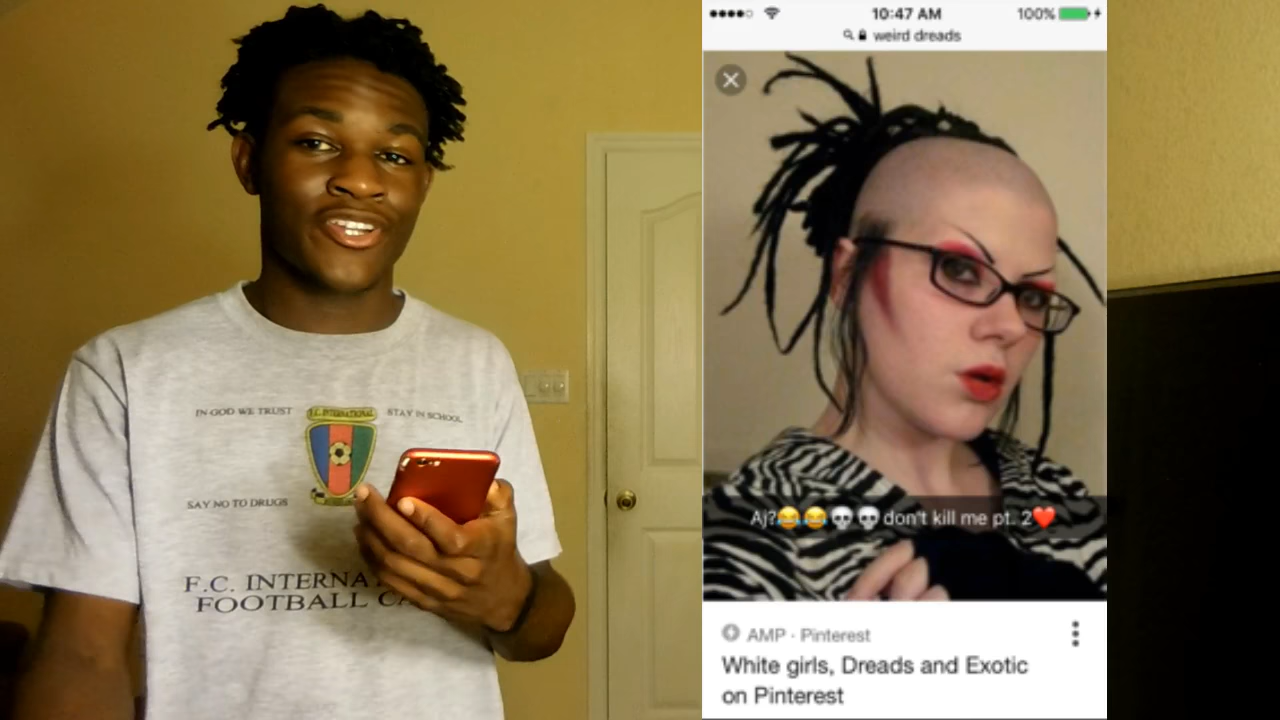 IN GOD WE TRUST
F.C. INTERNATIONAL
STAY IN SCHOOL
SAY NO TO DRUGS
F.C. INTERNA
FOOTBALL CA
10:47 AM
100%
weird dreads
Aj?😂😂💀💀don't kill me pt. 2❤️
AMP · Pinterest
White girls, Dreads and Exotic
on Pinterest